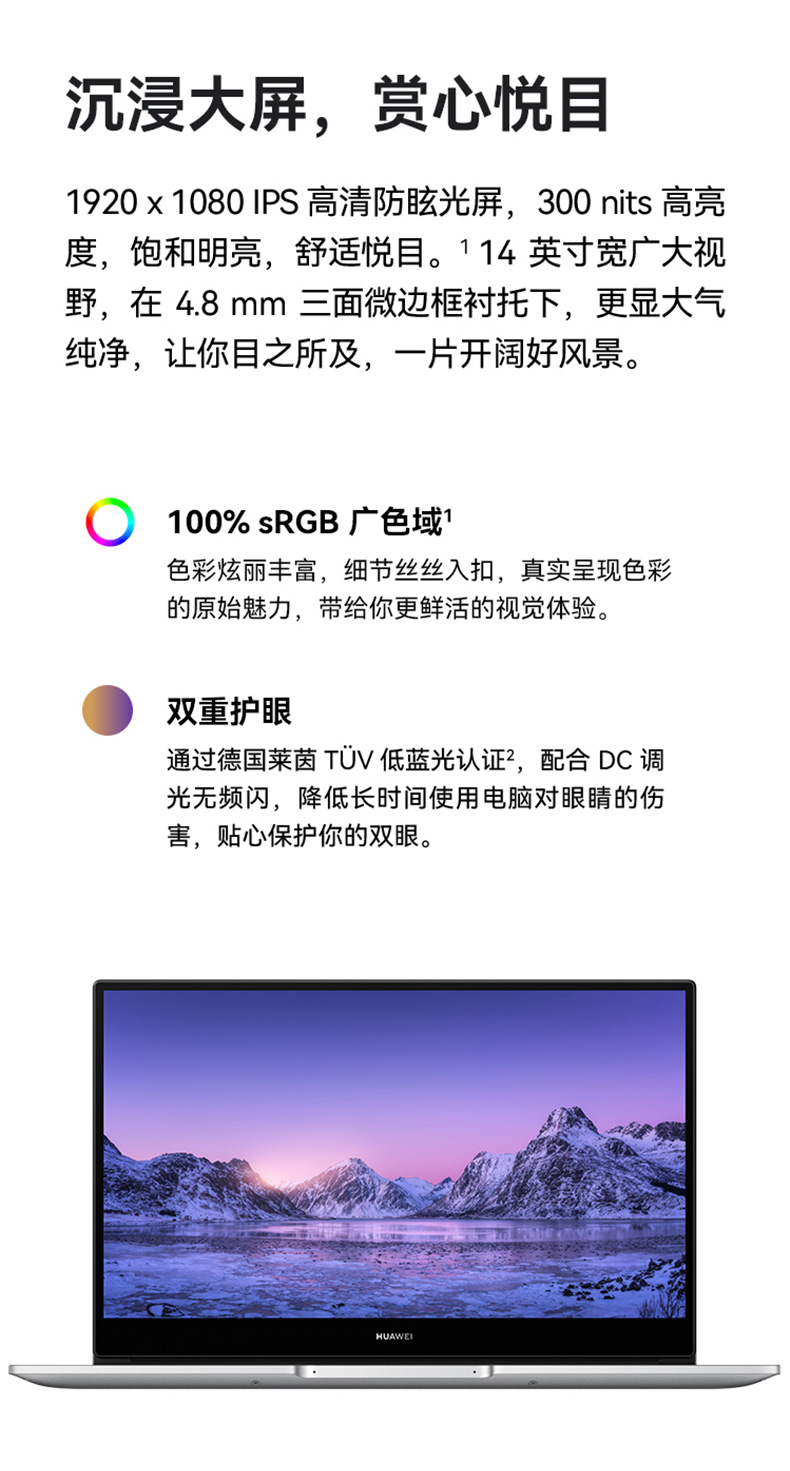 沉浸大屏，赏心悦目
1920 x 1080 IPS 高清防眩光屏，300 nits 高亮
度，饱和明亮，舒适悦目。¹ 14 英寸宽广大视
野，在 4.8 mm 三面微边框衬托下，更显大气
纯净，让你目之所及，一片开阔好风景。
100% sRGB 广色域¹
色彩炫丽丰富，细节丝丝入扣，真实呈现色彩
的原始魅力，带给你更鲜活的视觉体验。
双重护眼
通过德国莱茵 TÜV 低蓝光认证²，配合 DC 调
光无频闪，降低长时间使用电脑对眼睛的伤
害，贴心保护你的双眼。
HUAWEI